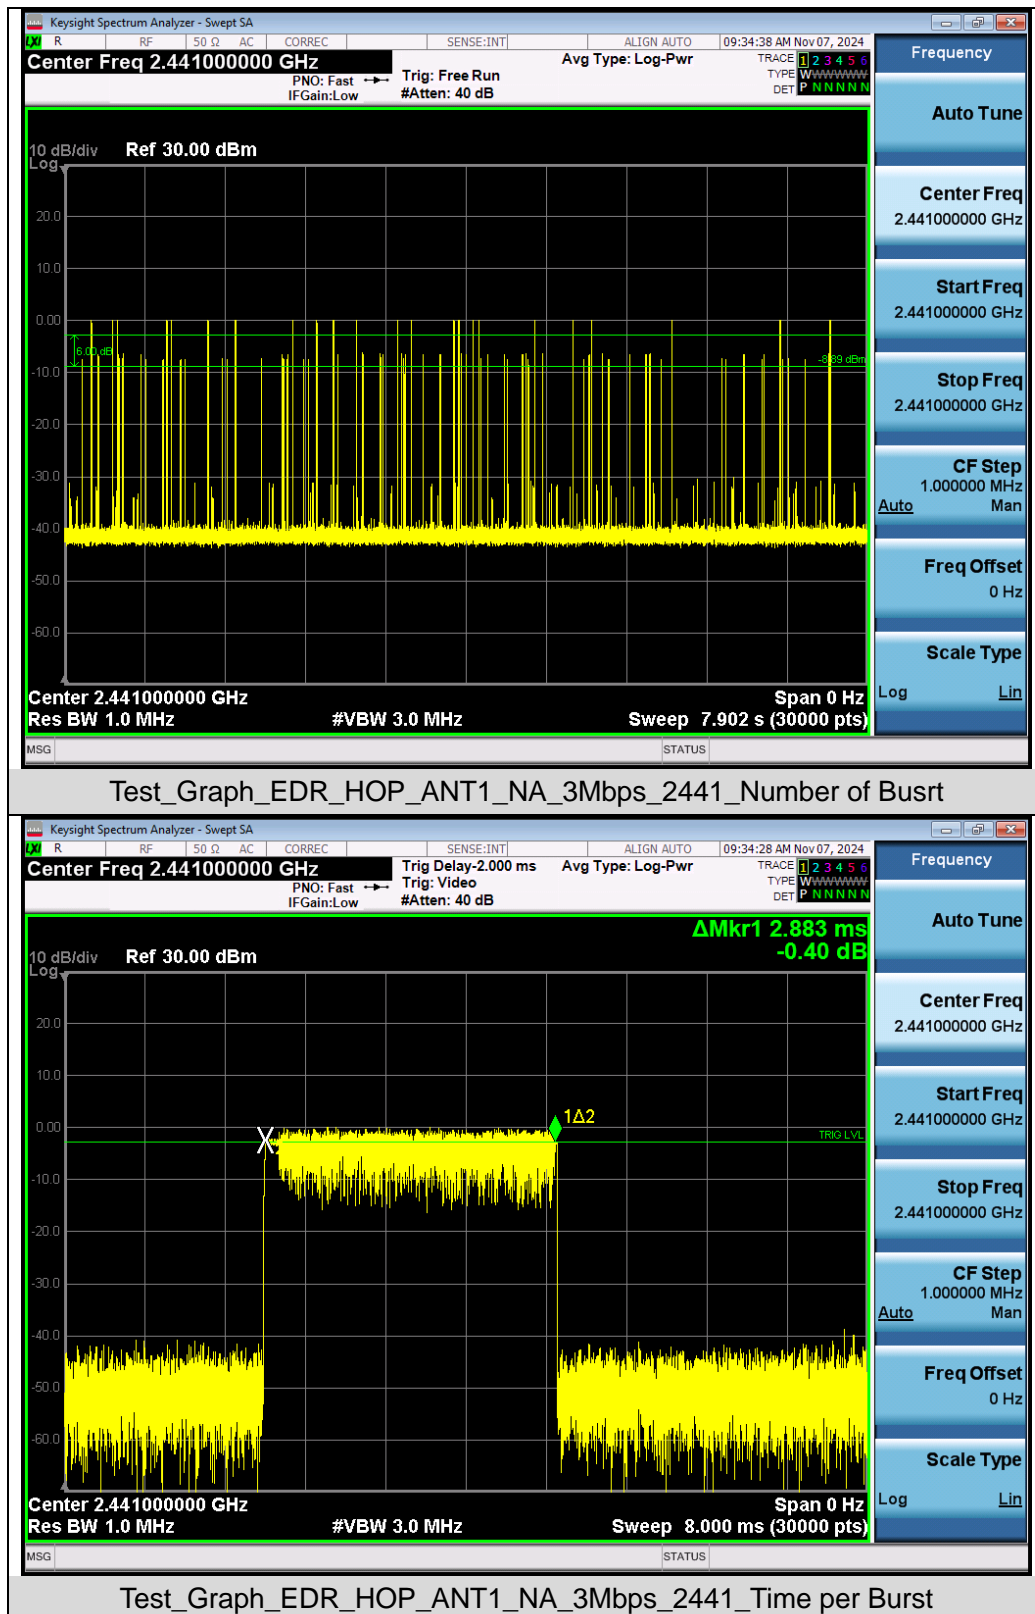 Keysight Spectrum Analyzer - Swept SA
LXI R RF 50 Ω AC CORREC SENSE:INT ALIGN AUTO 09:34:38 AM Nov 07, 2024
Center Freq 2.441000000 GHz Avg Type: Log-Pwr TRACE 1 2 3 4 5 6
PNO: Fast Trig: Free Run TYPE WWWWWW
IFGain:Low #Atten: 40 dB DET P N N N N N
Frequency
Auto Tune
10 dB/div Ref 30.00 dBm
Log
20.0
10.0
0.00
6.00 dB
-8.89 dBm
-10.0
-20.0
-30.0
-40.0
-50.0
-60.0
Center 2.441000000 GHz Span 0 Hz
Res BW 1.0 MHz #VBW 3.0 MHz Sweep 7.902 s (30000 pts)
Center Freq
2.441000000 GHz
Start Freq
2.441000000 GHz
Stop Freq
2.441000000 GHz
CF Step
1.000000 MHz
Auto Man
Freq Offset
0 Hz
Scale Type
Log Lin
MSG STATUS
Test_Graph_EDR_HOP_ANT1_NA_3Mbps_2441_Number of Busrt
Keysight Spectrum Analyzer - Swept SA
LXI R RF 50 Ω AC CORREC SENSE:INT ALIGN AUTO 09:34:28 AM Nov 07, 2024
Center Freq 2.441000000 GHz Trig Delay-2.000 ms Avg Type: Log-Pwr TRACE 1 2 3 4 5 6
PNO: Fast Trig: Video TYPE WWWWWW
IFGain:Low #Atten: 40 dB DET P N N N N N
Frequency
Auto Tune
ΔMkr1 2.883 ms
-0.40 dB
10 dB/div Ref 30.00 dBm
Log
20.0
10.0
0.00
1Δ2
TRIG LVL
-10.0
-20.0
-30.0
-40.0
-50.0
-60.0
Center 2.441000000 GHz Span 0 Hz
Res BW 1.0 MHz #VBW 3.0 MHz Sweep 8.000 ms (30000 pts)
Center Freq
2.441000000 GHz
Start Freq
2.441000000 GHz
Stop Freq
2.441000000 GHz
CF Step
1.000000 MHz
Auto Man
Freq Offset
0 Hz
Scale Type
Log Lin
MSG STATUS
Test_Graph_EDR_HOP_ANT1_NA_3Mbps_2441_Time per Burst